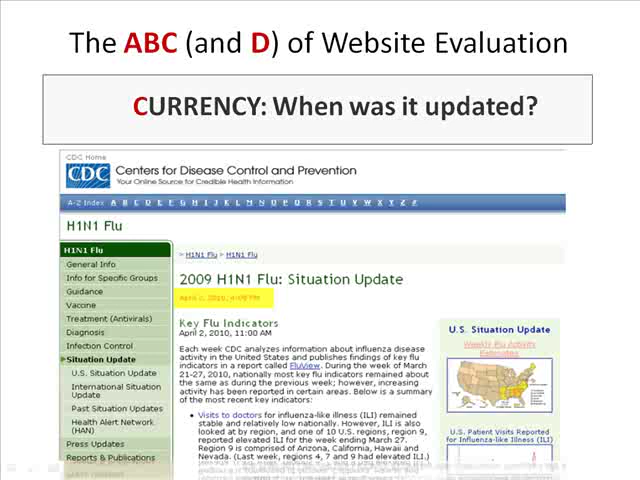 The ABC (and D) of Website Evaluation
CURRENCY: When was it updated?
CDC Home
CDC
Centers for Disease Control and Prevention
Your Online Source for Credible Health Information
A-Z Index A B C D E F G H I J K L M N O P Q R S T U V W X Y Z #
H1N1 Flu
H1N1 Flu
General Info
Info for Specific Groups
Guidance
Vaccine
Treatment (Antivirals)
Diagnosis
Infection Control
Situation Update
U.S. Situation Update
International Situation
Update
Past Situation Updates
Health Alert Network
(HAN)
Press Updates
Reports & Publications
> H1N1 Flu > H1N1 Flu
2009 H1N1 Flu: Situation Update
April 2, 2010, 4:00 PM
Key Flu Indicators
April 2, 2010, 11:00 AM
Each week CDC analyzes information about influenza disease
activity in the United States and publishes findings of key flu
indicators in a report called FluView. During the week of March
21-27, 2010, nationally most key flu indicators remained about
the same as during the previous week; however, increasing
activity has been reported in certain areas. Below is a summary
of the most recent key indicators:
• Visits to doctors for influenza-like illness (ILI) remained
stable and relatively low nationally. However, ILI is also
looked at by region, and one of 10 U.S. regions, region 9,
reported elevated ILI for the week ending March 27.
Region 9 is comprised of Arizona, California, Hawaii and
Nevada. (Last week, regions 4, 7 and 9 had elevated ILI.)
U.S. Situation Update
Weekly Flu Activity
Estimates
U.S. Patient Visits Reported
for Influenza-like Illness (ILI)